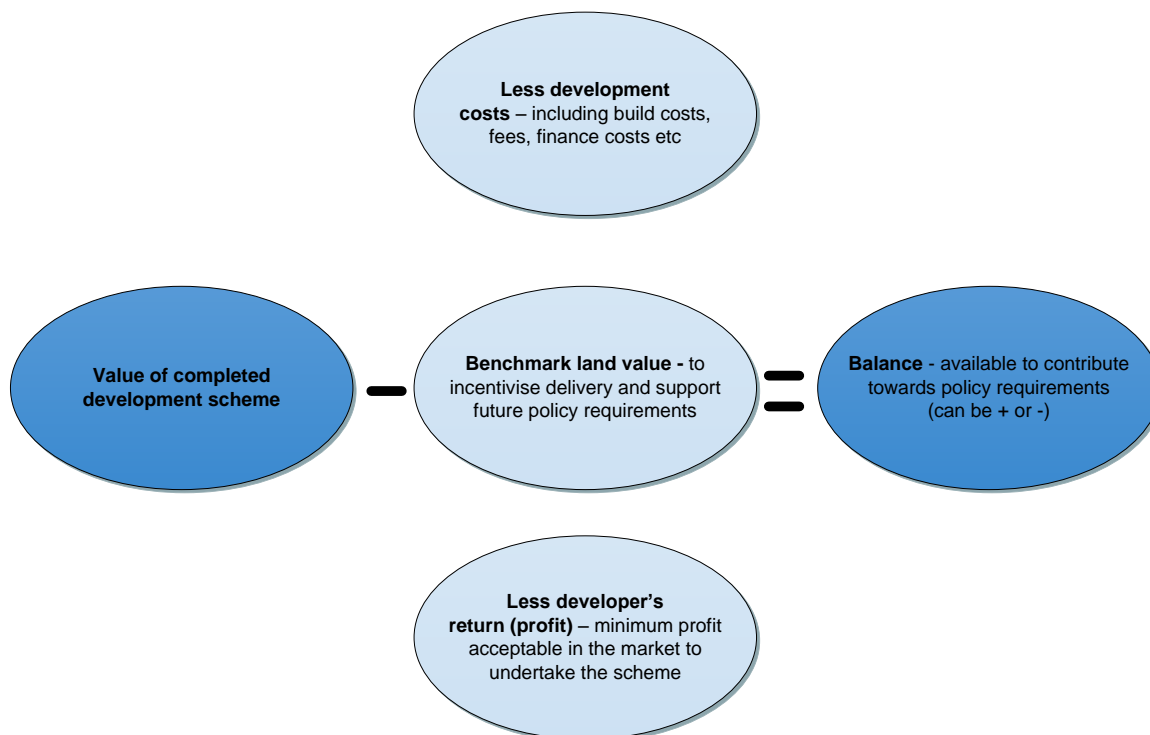 Less development
costs – including build costs,
fees, finance costs etc
Value of completed
development scheme
Benchmark land value - to
incentivise delivery and support
future policy requirements
Balance - available to contribute
towards policy requirements
(can be + or -)
Less developer’s
return (profit) – minimum profit
acceptable in the market to
undertake the scheme